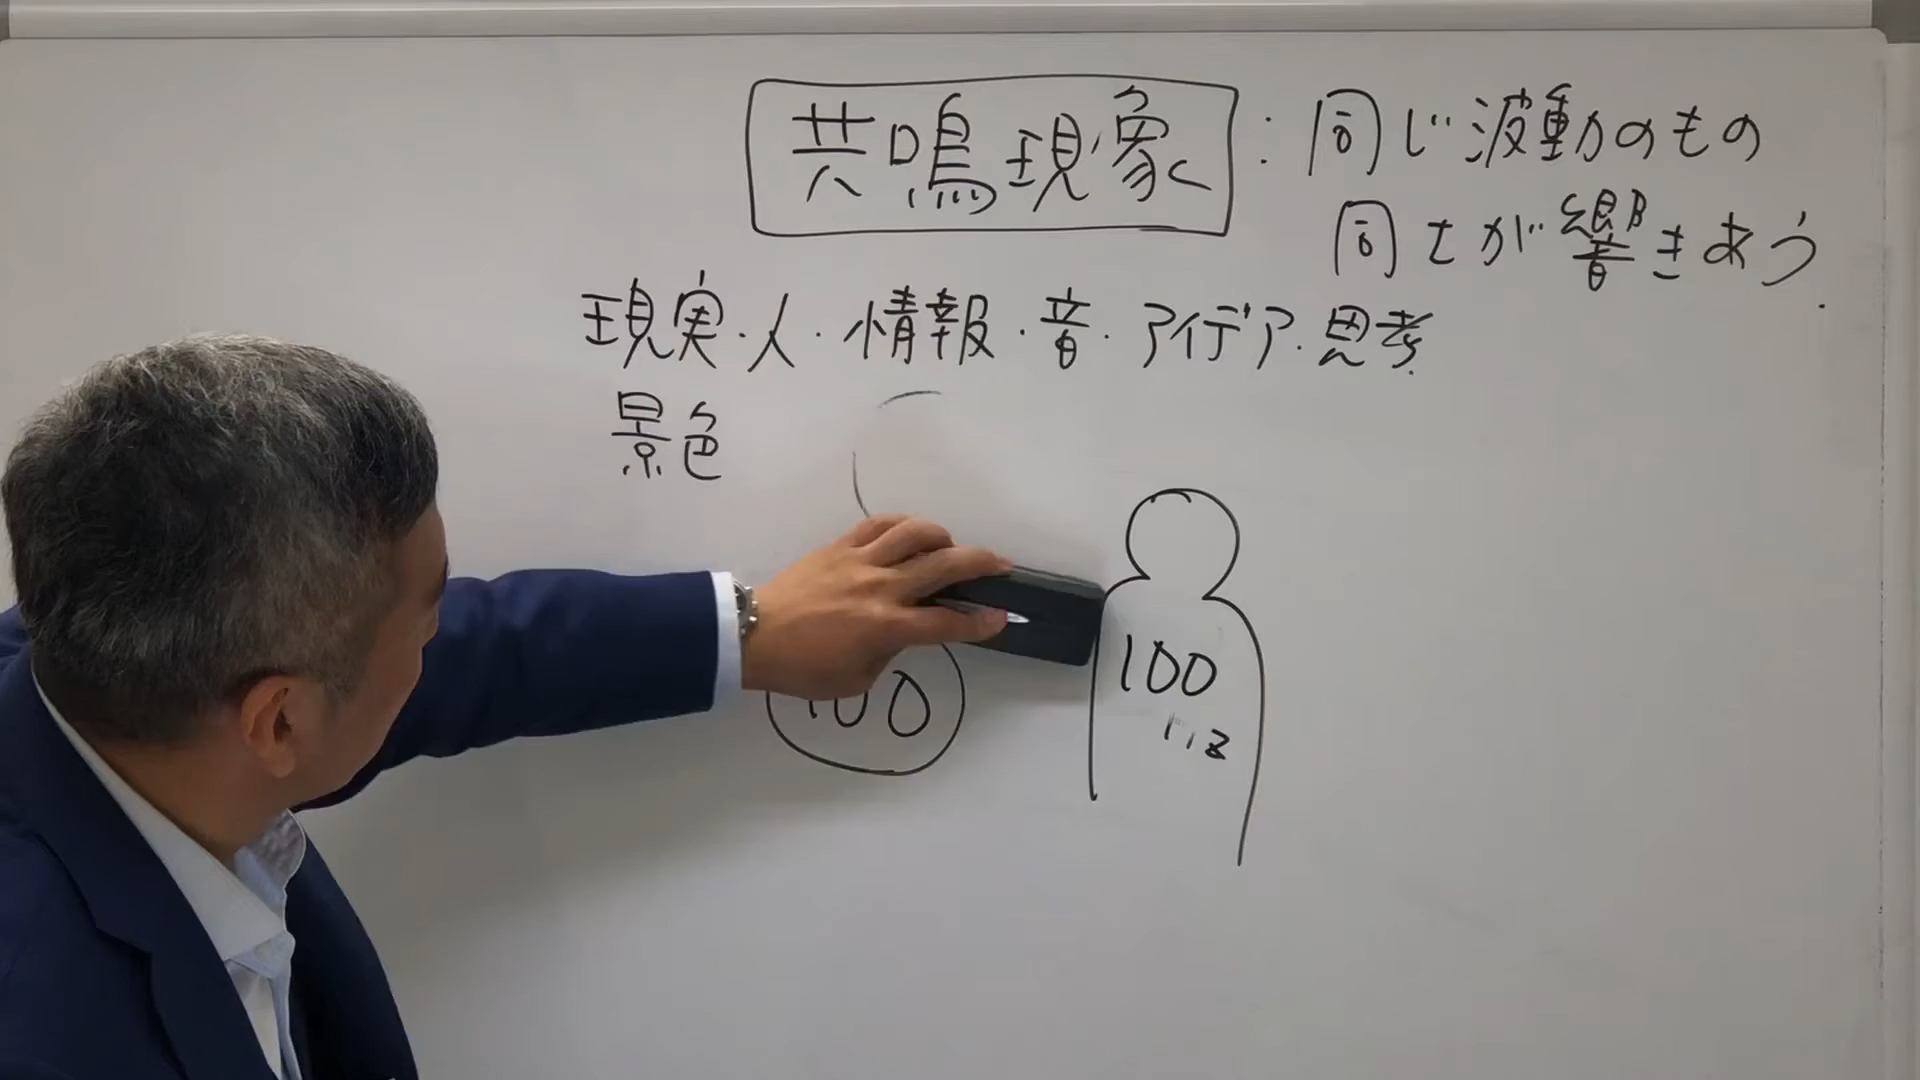 共鳴現象:同じ波動のもの
同士が響きあう.
現実・人・情報・音・アイデア・思考
景色
100
100